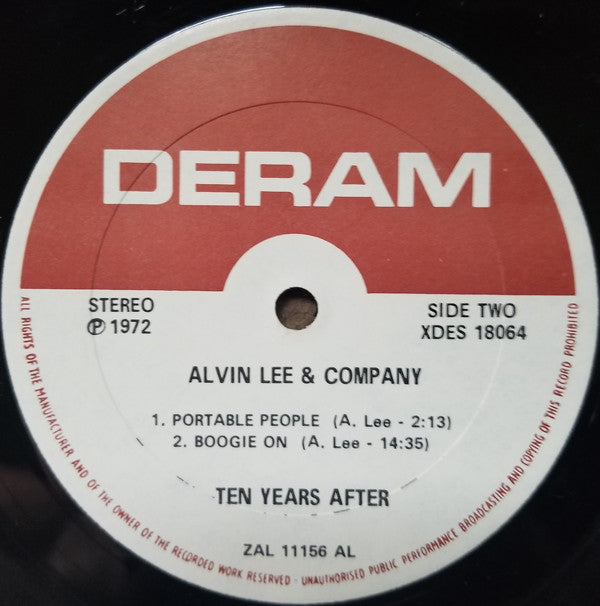 DERAM
STEREO
℗ 1972
SIDE TWO
XDES 18064
ALVIN LEE & COMPANY
1. PORTABLE PEOPLE (A. Lee - 2:13)
2. BOOGIE ON (A. Lee - 14:35)
TEN YEARS AFTER
ZAL 11156 AL
ALL RIGHTS OF THE MANUFACTURER AND OF THE OWNER OF THE RECORDED WORK RESERVED · UNAUTHORISED PUBLIC PERFORMANCE BROADCASTING AND COPYING OF THIS RECORD PROHIBITED